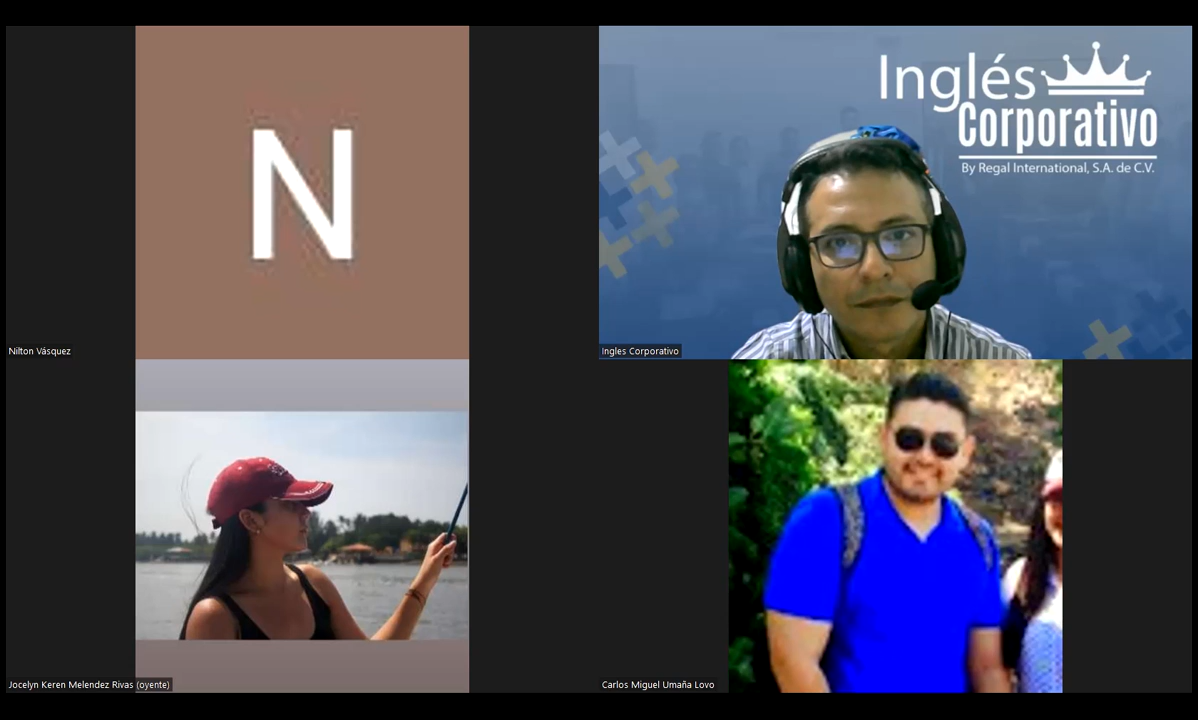 N
Nilton Vásquez
Inglés
Corporativo
By Regal International, S.A. de C.V.
Ingles Corporativo
Jocelyn Keren Melendez Rivas (oyente)
Carlos Miguel Umaña Lovo